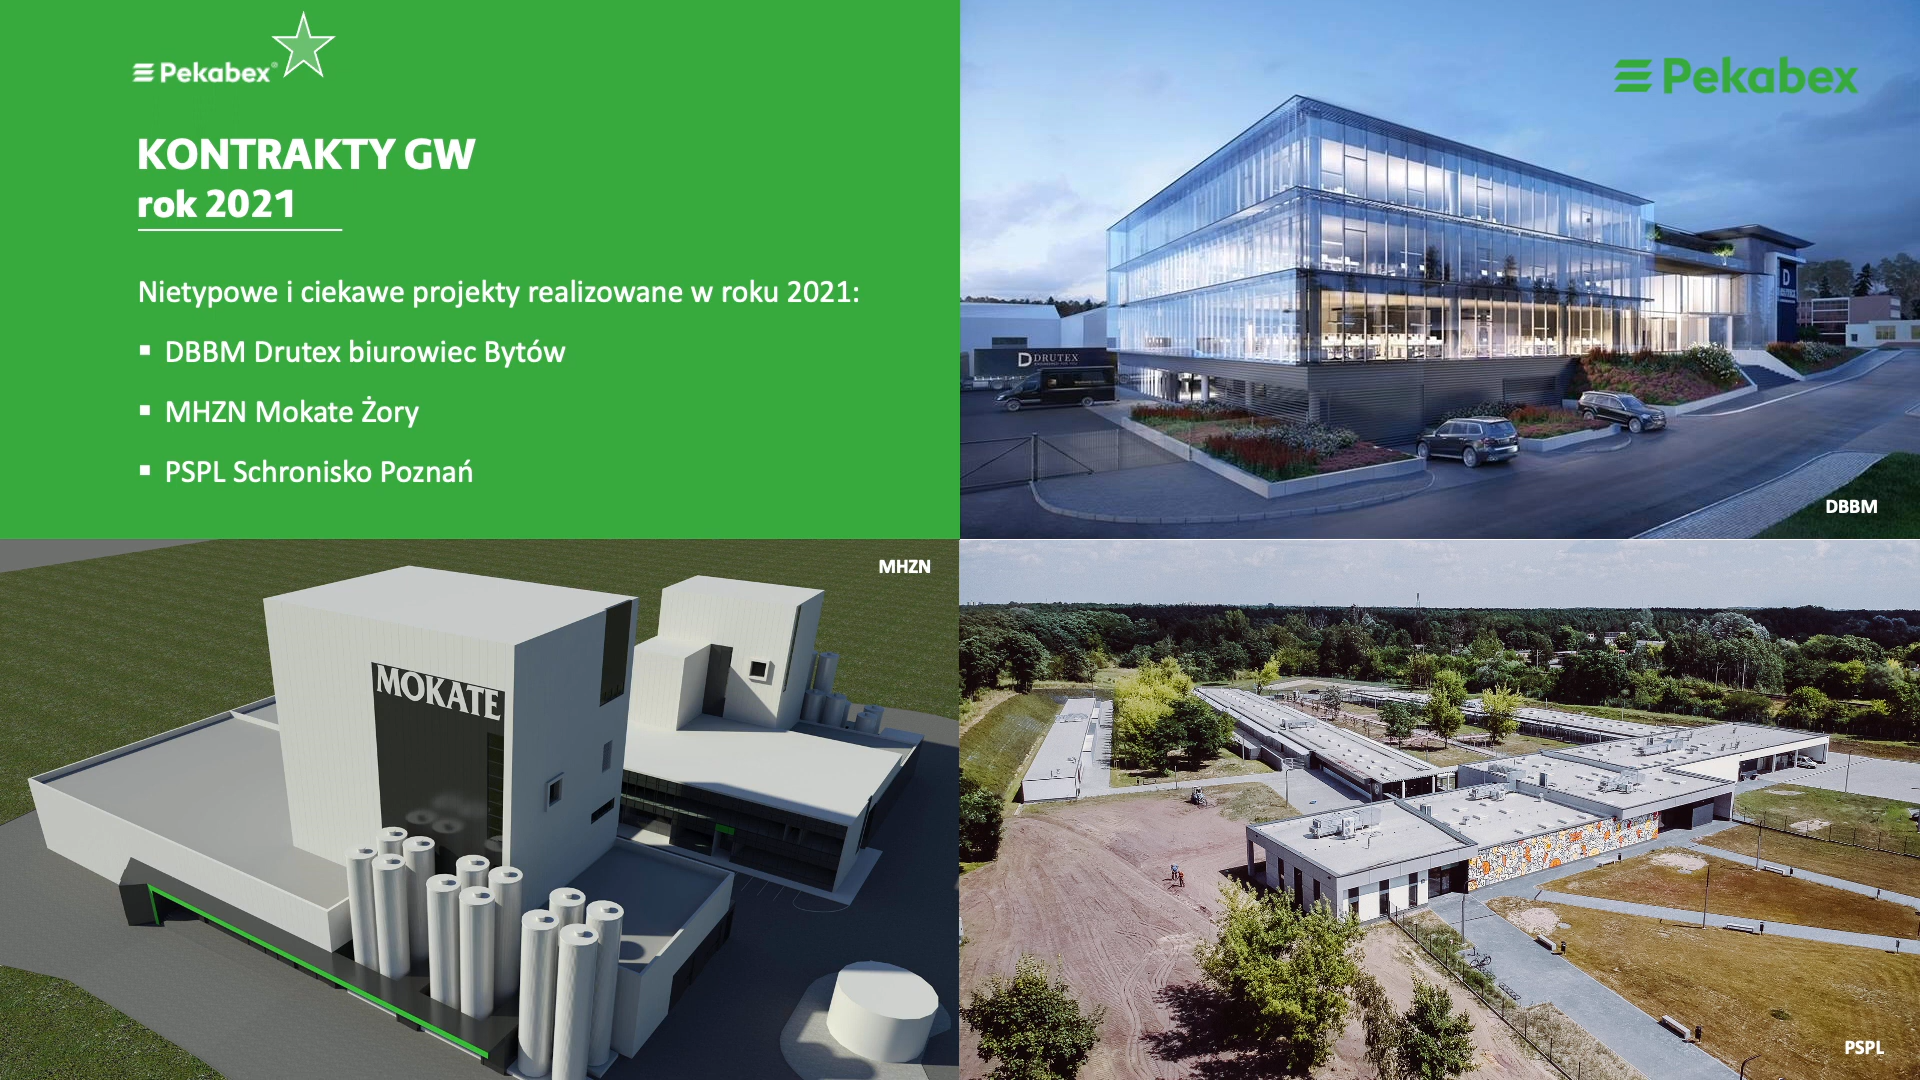 Pekabex®
KONTRAKTY GW
rok 2021
Nietypowe i ciekawe projekty realizowane w roku 2021:
▪ DBBM Drutex biurowiec Bytów
▪ MHZN Mokate Żory
▪ PSPL Schronisko Poznań
Pekabex
D
D DRUTEX
DBBM
MHZN
MOKATE
PSPL